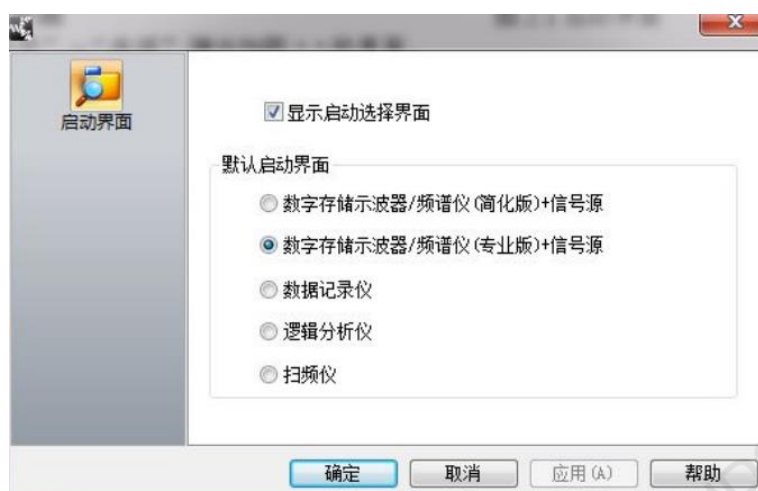 启动界面
显示启动选择界面
默认启动界面
数字存储示波器/频谱仪(简化版)+信号源
数字存储示波器/频谱仪(专业版)+信号源
数据记录仪
逻辑分析仪
扫频仪
确定
取消
应用(A)
帮助